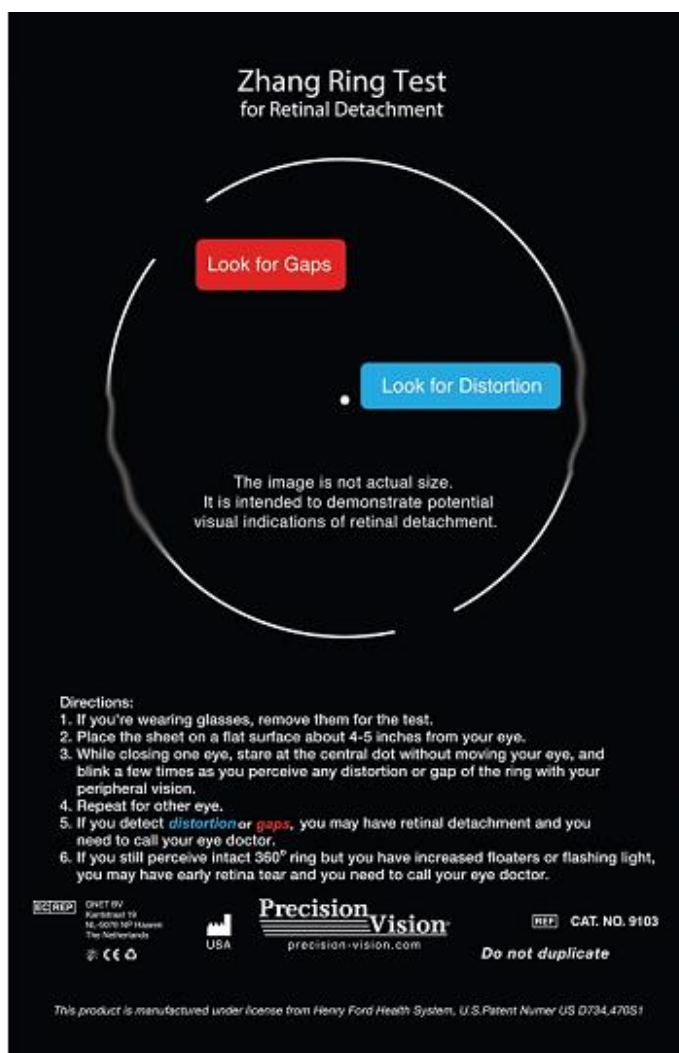 Zhang Ring Test
for Retinal Detachment
Look for Gaps
Look for Distortion
The image is not actual size.
It is intended to demonstrate potential
visual indications of retinal detachment.
Directions:
1. If you're wearing glasses, remove them for the test.
2. Place the sheet on a flat surface about 4-5 inches from your eye.
3. While closing one eye, stare at the central dot without moving your eye, and
blink a few times as you perceive any distortion or gap of the ring with your
peripheral vision.
4. Repeat for other eye.
5. If you detect distortion or gaps, you may have retinal detachment and you
need to call your eye doctor.
6. If you still perceive intact 360° ring but you have increased floaters or flashing light,
you may have early retina tear and you need to call your eye doctor.
EC REP
QNET BV
Kantstraat 19
The Netherlands
CE
USA
Precision Vision
precision-vision.com
REF CAT. NO. 9103
Do not duplicate
This product is manufactured under license from Henry Ford Health System, U.S.Patent Numer US D734,470S1